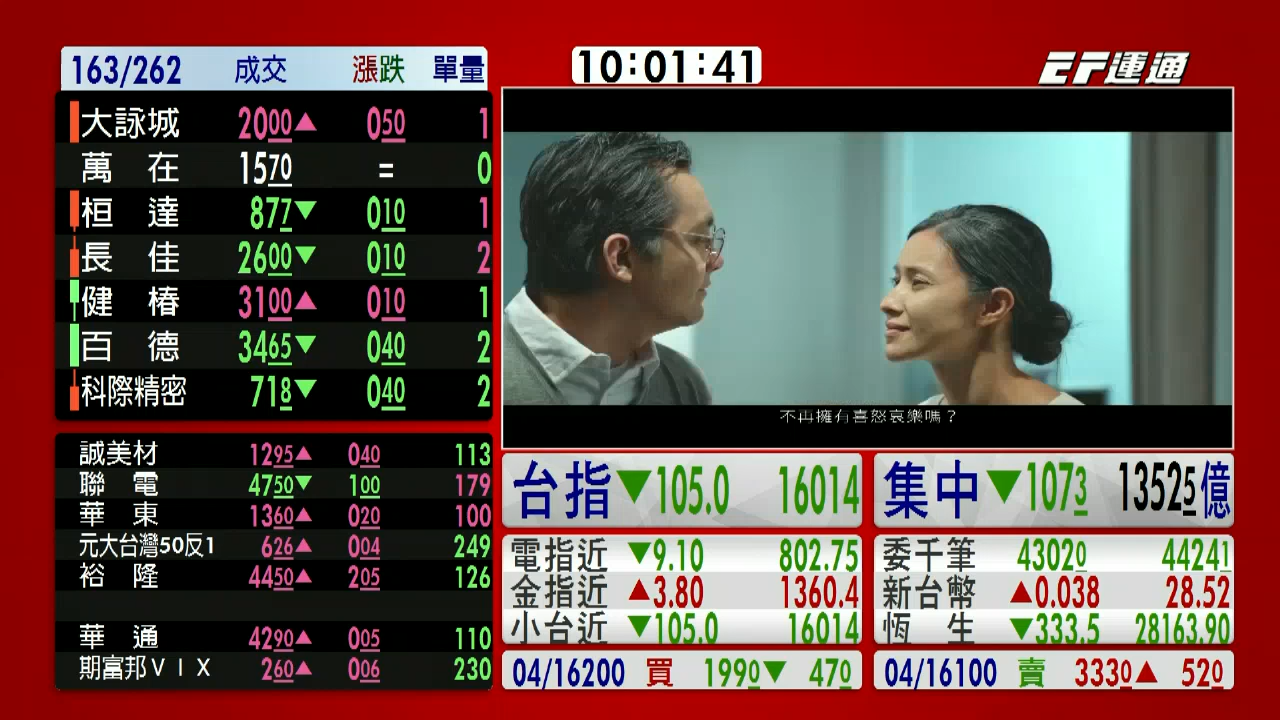 163/262 成交 漲跌 單量
大詠城 2000▲ 050 1
萬 在 1570 = 0
桓 達 877▼ 010 1
長 佳 2600▼ 010 2
健 椿 3100▲ 010 1
百 德 3465▼ 040 2
科際精密 718▼ 040 2
誠美材 1295▲ 040 113
聯 電 4750▼ 100 179
華 東 1360▲ 020 100
元大台灣50反1 626▲ 004 249
裕 隆 4450▲ 205 126
華 通 4290▲ 005 110
期富邦VIX 260▲ 006 230
10:01:41
EF運通
不再擁有喜怒哀樂嗎?
台指▼105.0 16014
電指近 ▼9.10 802.75
金指近 ▲3.80 1360.4
小台近 ▼105.0 16014
04/16200 買 1990▼ 470
集中▼1073 13525億
委千筆 43020 44241
新台幣 ▲0.038 28.52
恆 生 ▼333.5 28163.90
04/16100 賣 3330▲ 520